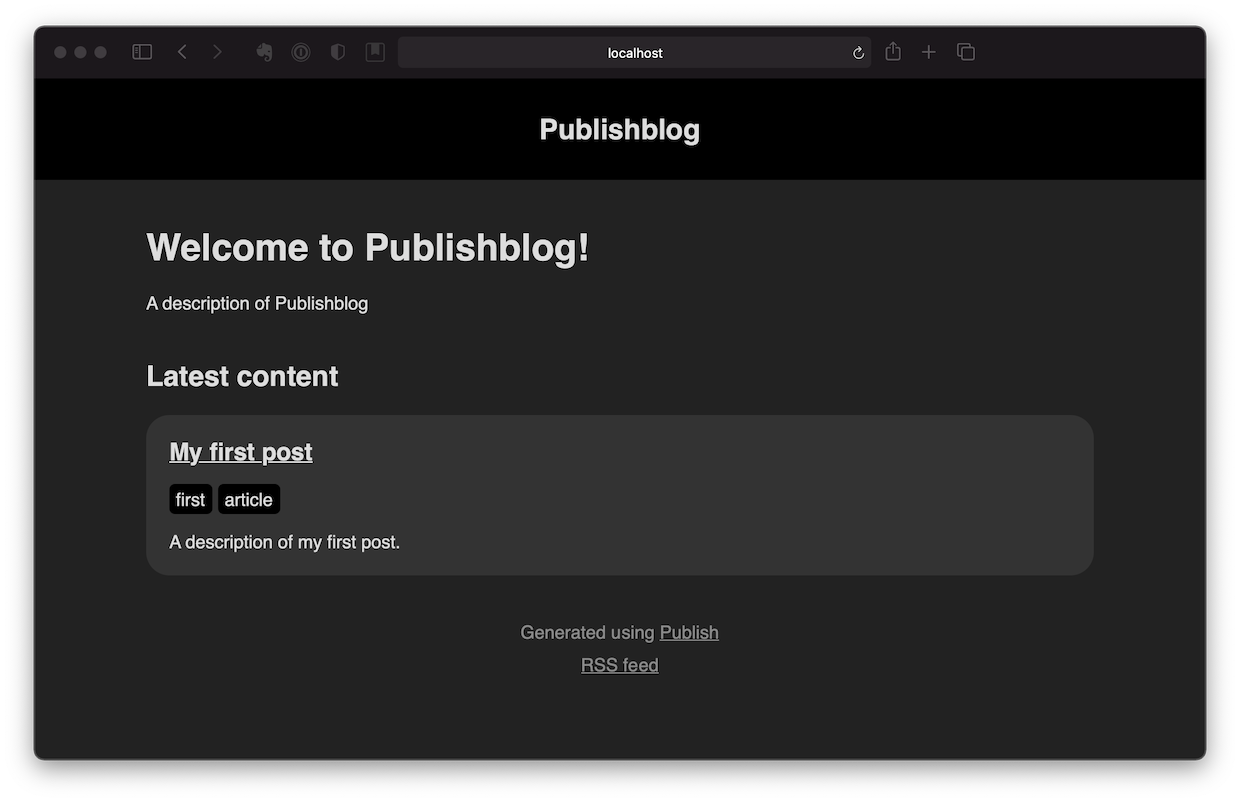 localhost
Publishblog
Welcome to Publishblog!
A description of Publishblog
Latest content
My first post
first article
A description of my first post.
Generated using Publish
RSS feed